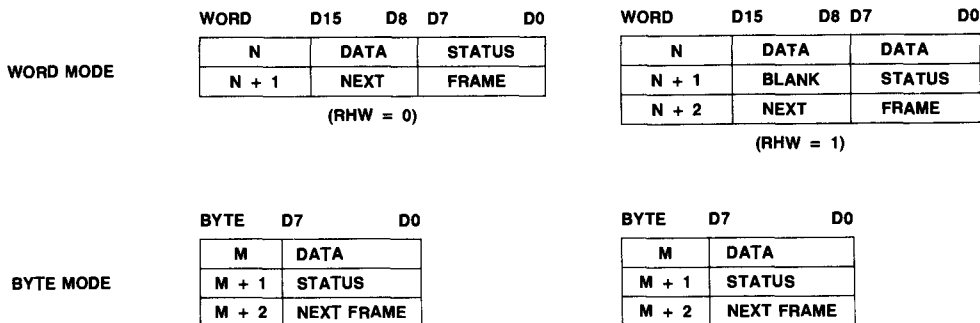 WORD D15 D8 D7 D0
N DATA STATUS
N + 1 NEXT FRAME
(RHW = 0)
WORD MODE
WORD D15 D8 D7 D0
N DATA DATA
N + 1 BLANK STATUS
N + 2 NEXT FRAME
(RHW = 1)
BYTE MODE
BYTE D7 D0
M DATA
M + 1 STATUS
M + 2 NEXT FRAME
BYTE D7 D0
M DATA
M + 1 STATUS
M + 2 NEXT FRAME